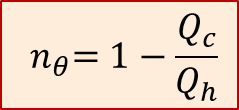 n_θ = 1 − Q_c / Q_h